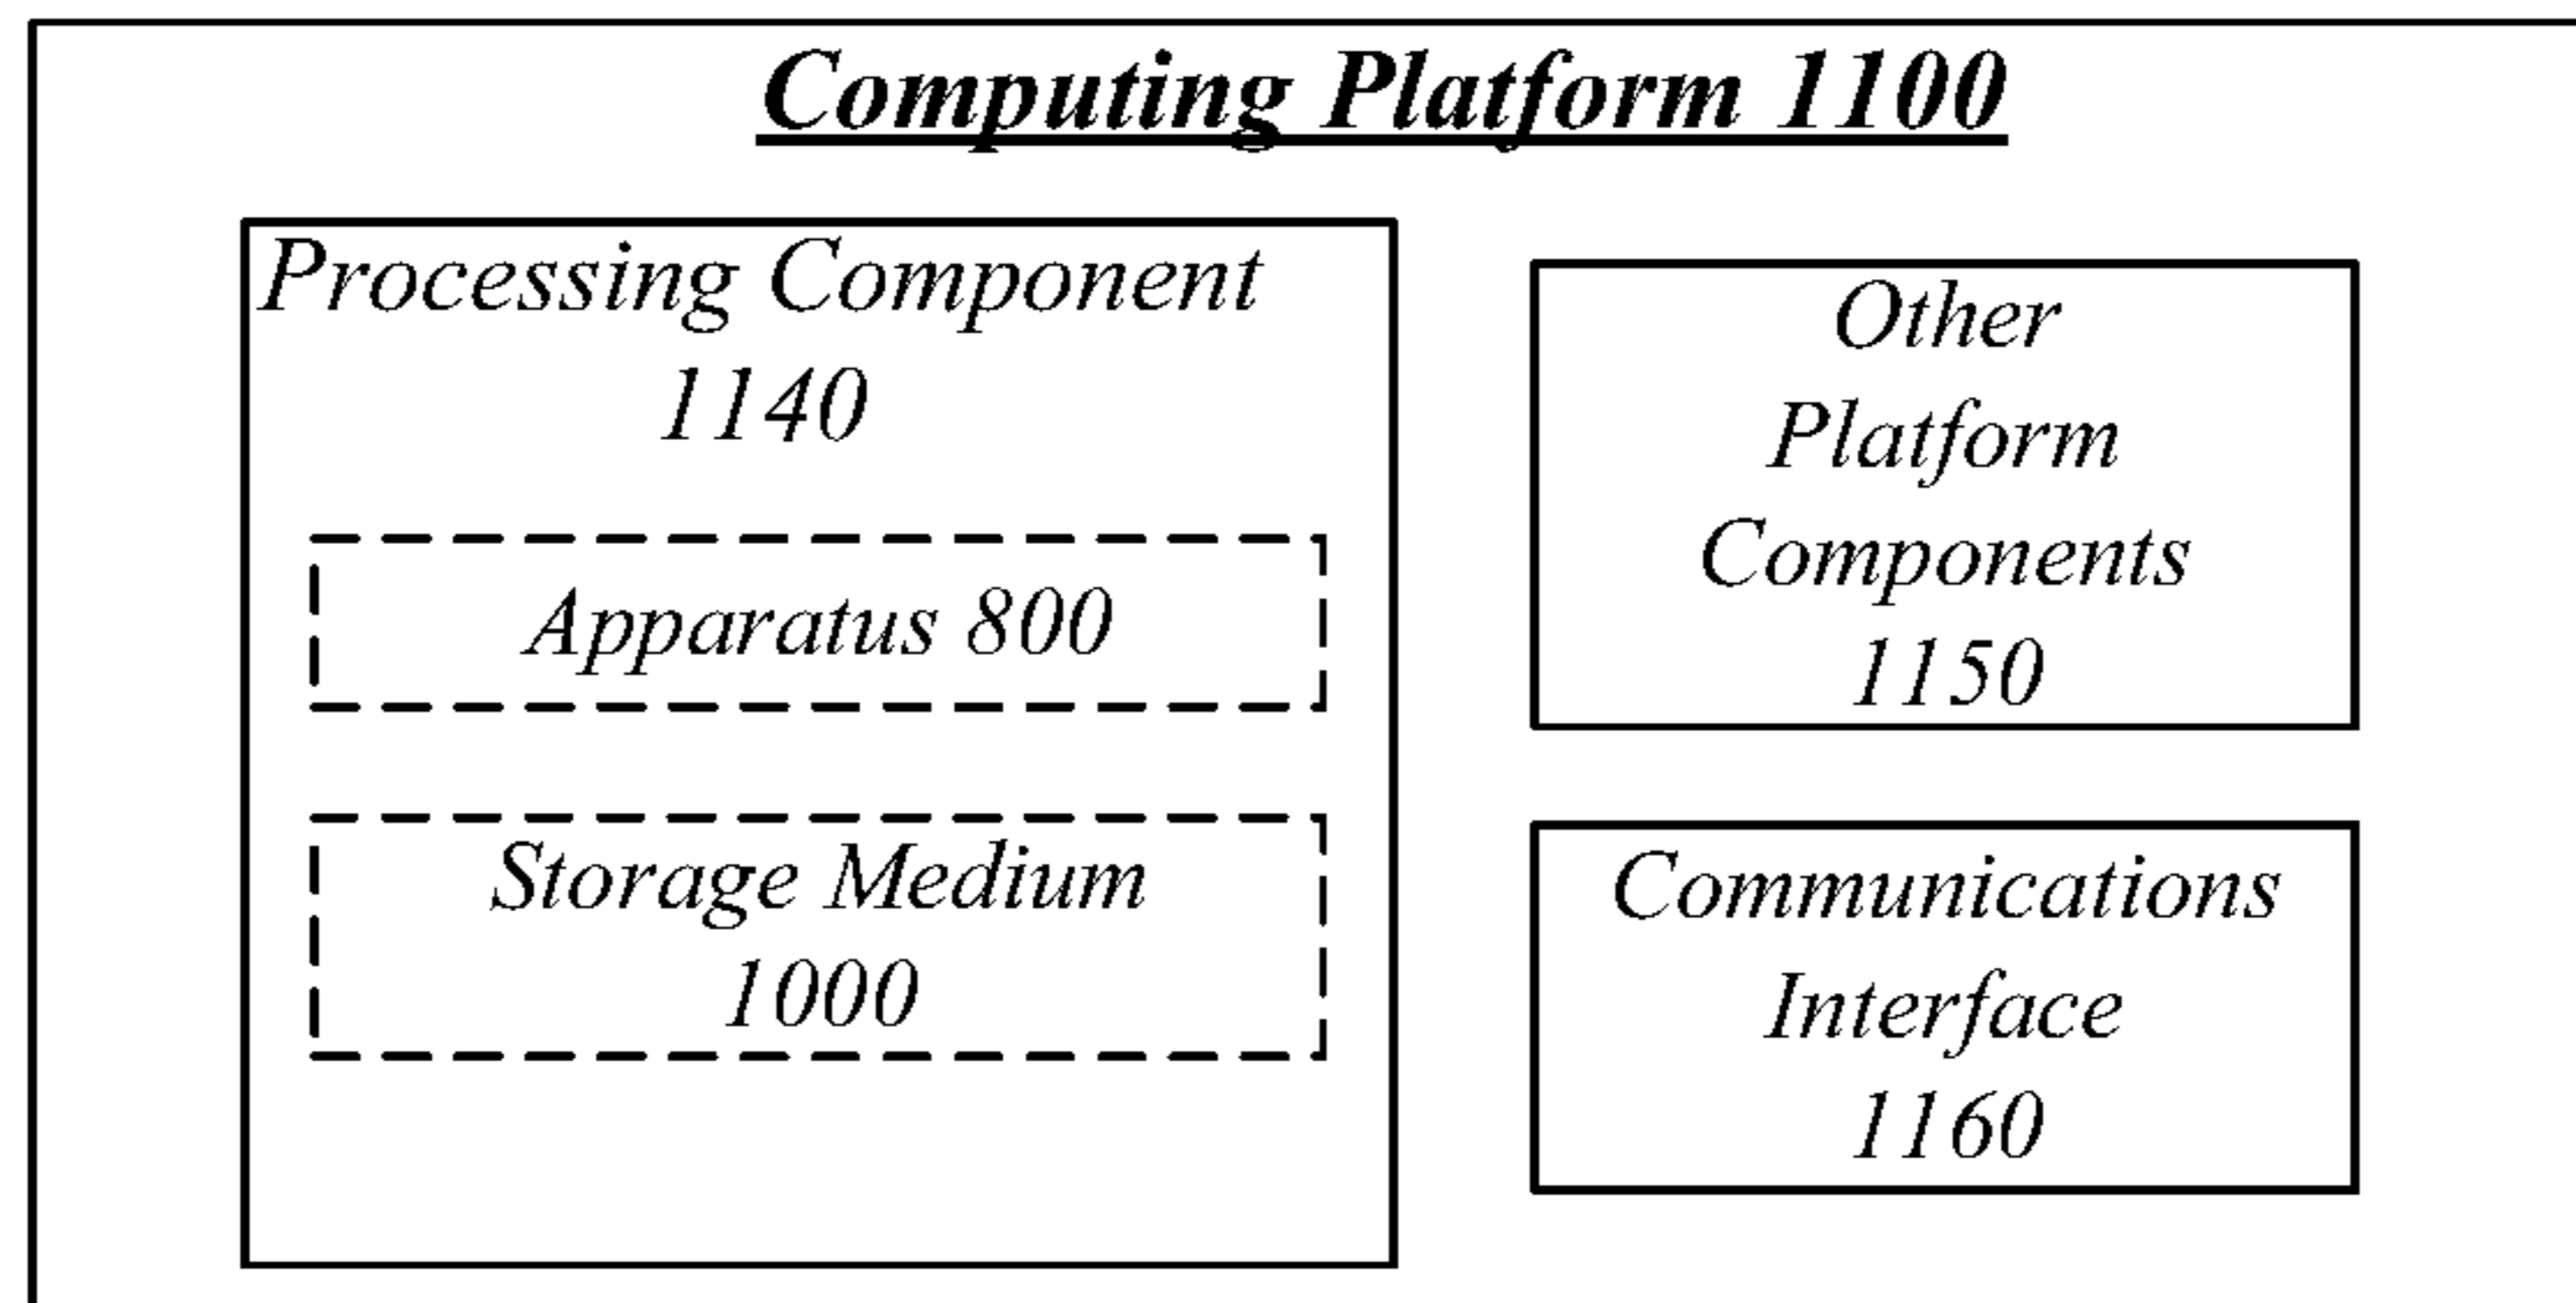 Computing Platform 1100
Processing Component
1140
Apparatus 800
Storage Medium
1000
Other
Platform
Components
1150
Communications
Interface
1160